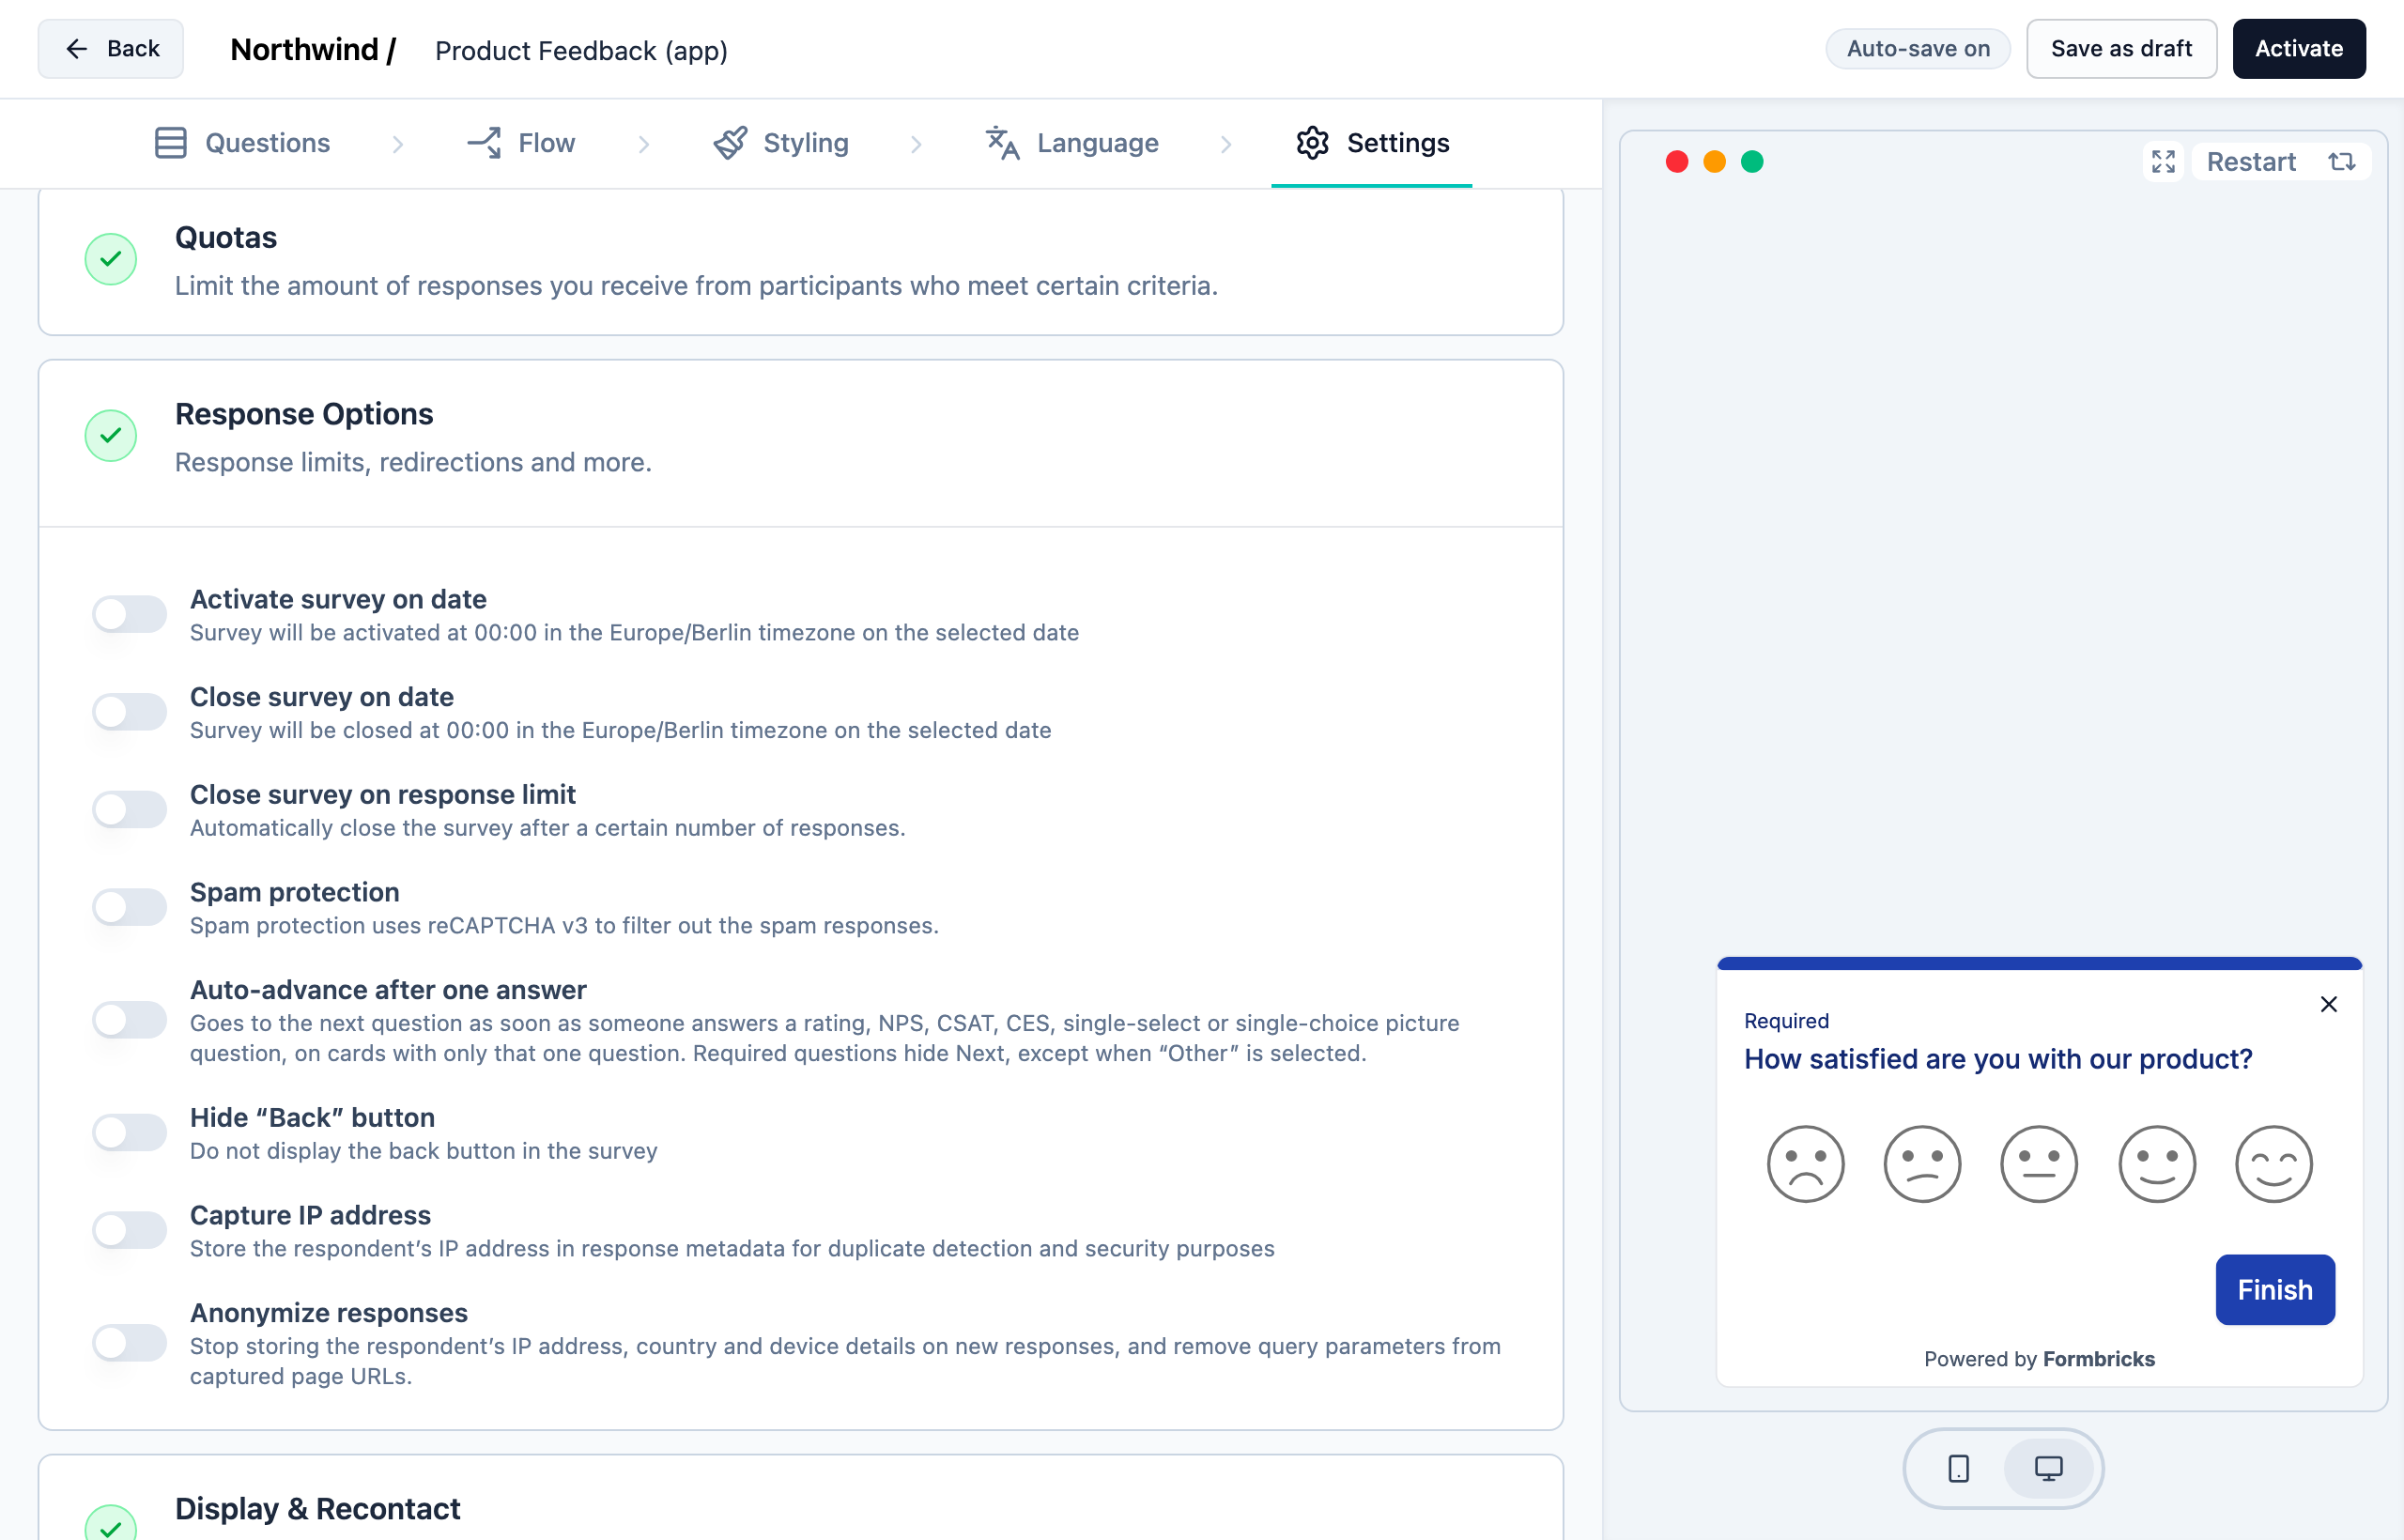 Back
Northwind /
Product Feedback (app)
Auto-save on
Save as draft
Activate
Questions
Flow
Styling
Language
Settings
Restart
Quotas
Limit the amount of responses you receive from participants who meet certain criteria.
Response Options
Response limits, redirections and more.
Activate survey on date
Survey will be activated at 00:00 in the Europe/Berlin timezone on the selected date
Close survey on date
Survey will be closed at 00:00 in the Europe/Berlin timezone on the selected date
Close survey on response limit
Automatically close the survey after a certain number of responses.
Spam protection
Spam protection uses reCAPTCHA v3 to filter out the spam responses.
Auto-advance after one answer
Goes to the next question as soon as someone answers a rating, NPS, CSAT, CES, single-select or single-choice picture
question, on cards with only that one question. Required questions hide Next, except when “Other” is selected.
Hide “Back” button
Do not display the back button in the survey
Capture IP address
Store the respondent’s IP address in response metadata for duplicate detection and security purposes
Anonymize responses
Stop storing the respondent’s IP address, country and device details on new responses, and remove query parameters from
captured page URLs.
Display & Recontact
Required
How satisfied are you with our product?
Finish
Powered by Formbricks